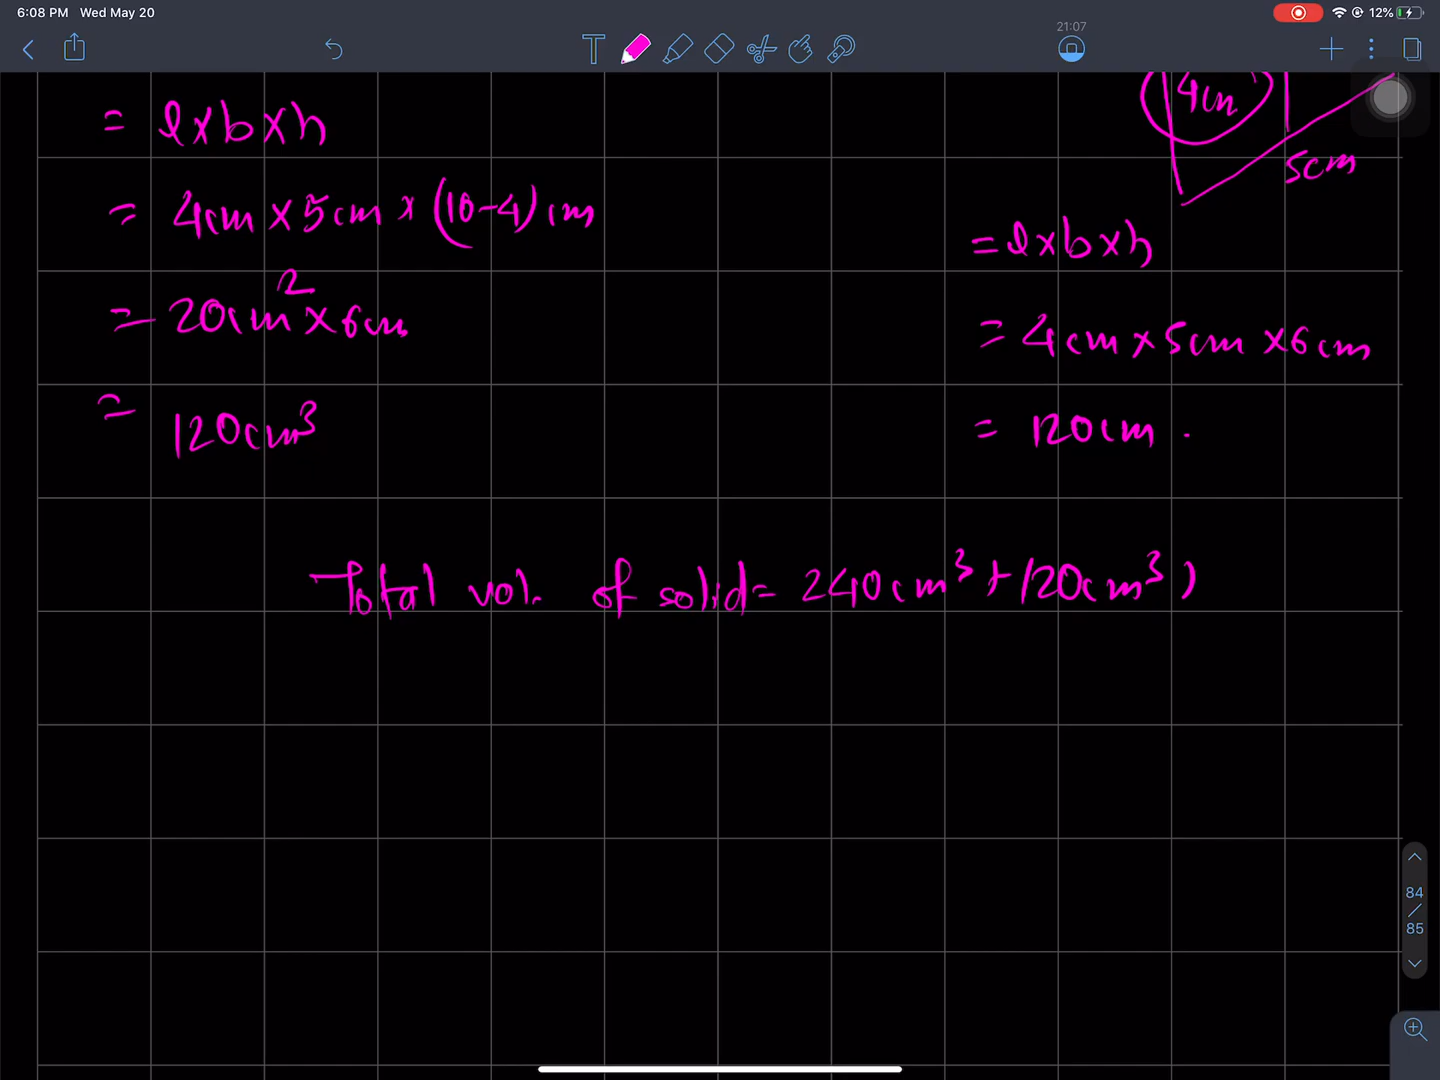 6:08 PM Wed May 20
12%
21:07
= l×b×h
= 4cm × 5cm × (10-4) cm
= 20cm² × 6cm
= 120cm³
4cm
5cm
= l×b×h
= 4cm × 5cm × 6cm
= 120cm .
Total vol. of solid = 240cm³ + 120cm³)
84
/
85